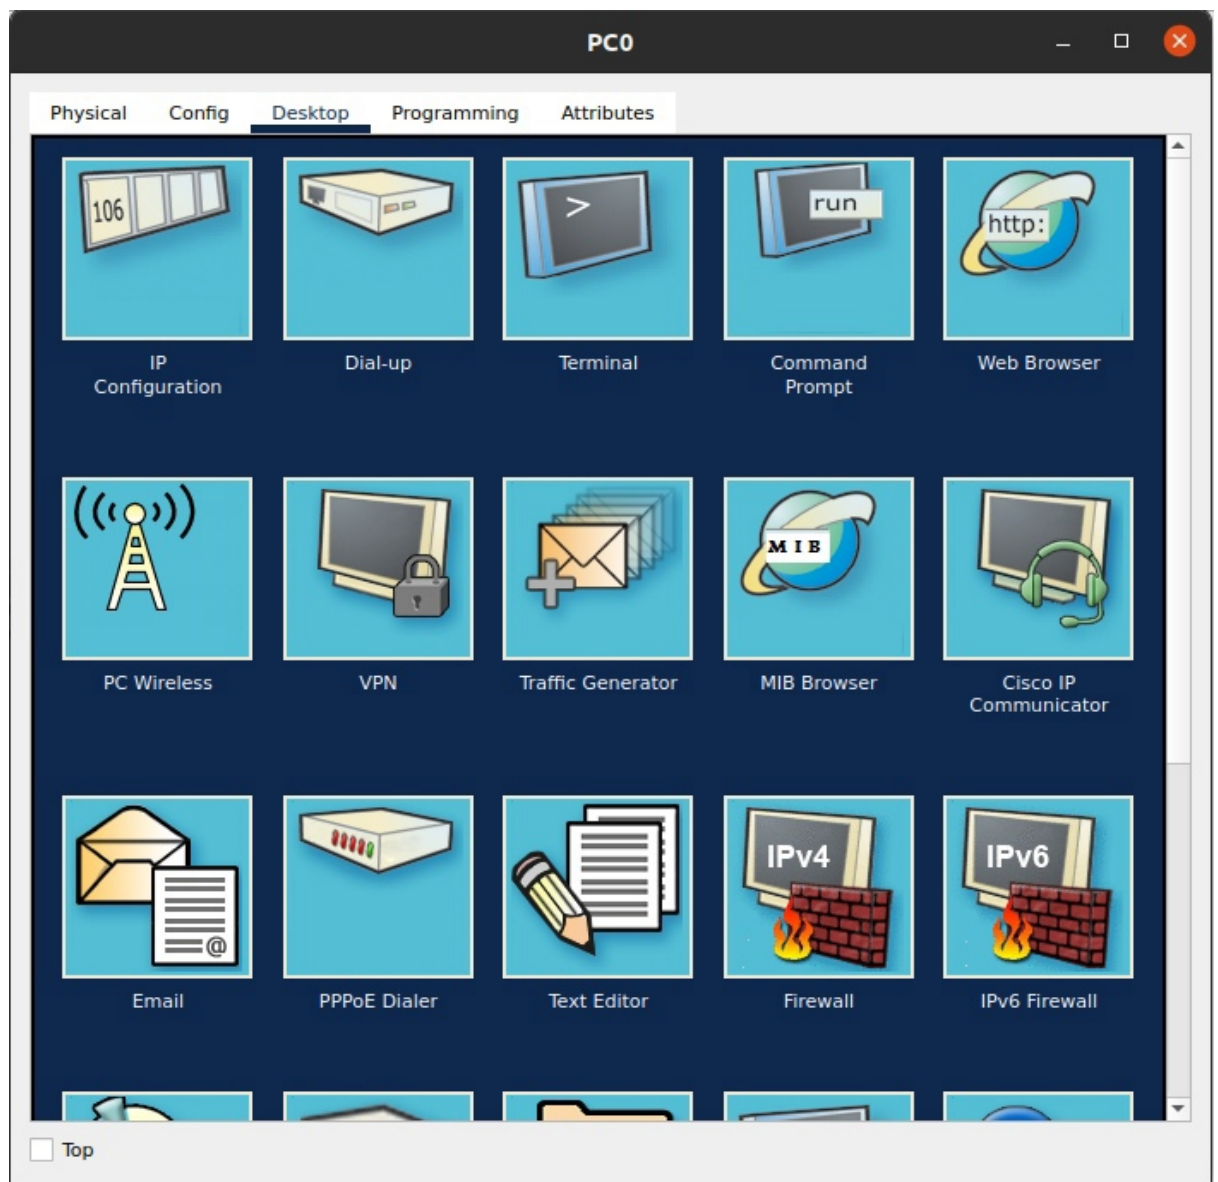 PC0
Physical Config Desktop Programming Attributes
106
>
run
http:
IP
Configuration
Dial-up
Terminal
Command
Prompt
Web Browser
MIB
PC Wireless
VPN
Traffic Generator
MIB Browser
Cisco IP
Communicator
@
IPv4
IPv6
Email
PPPoE Dialer
Text Editor
Firewall
IPv6 Firewall
Top